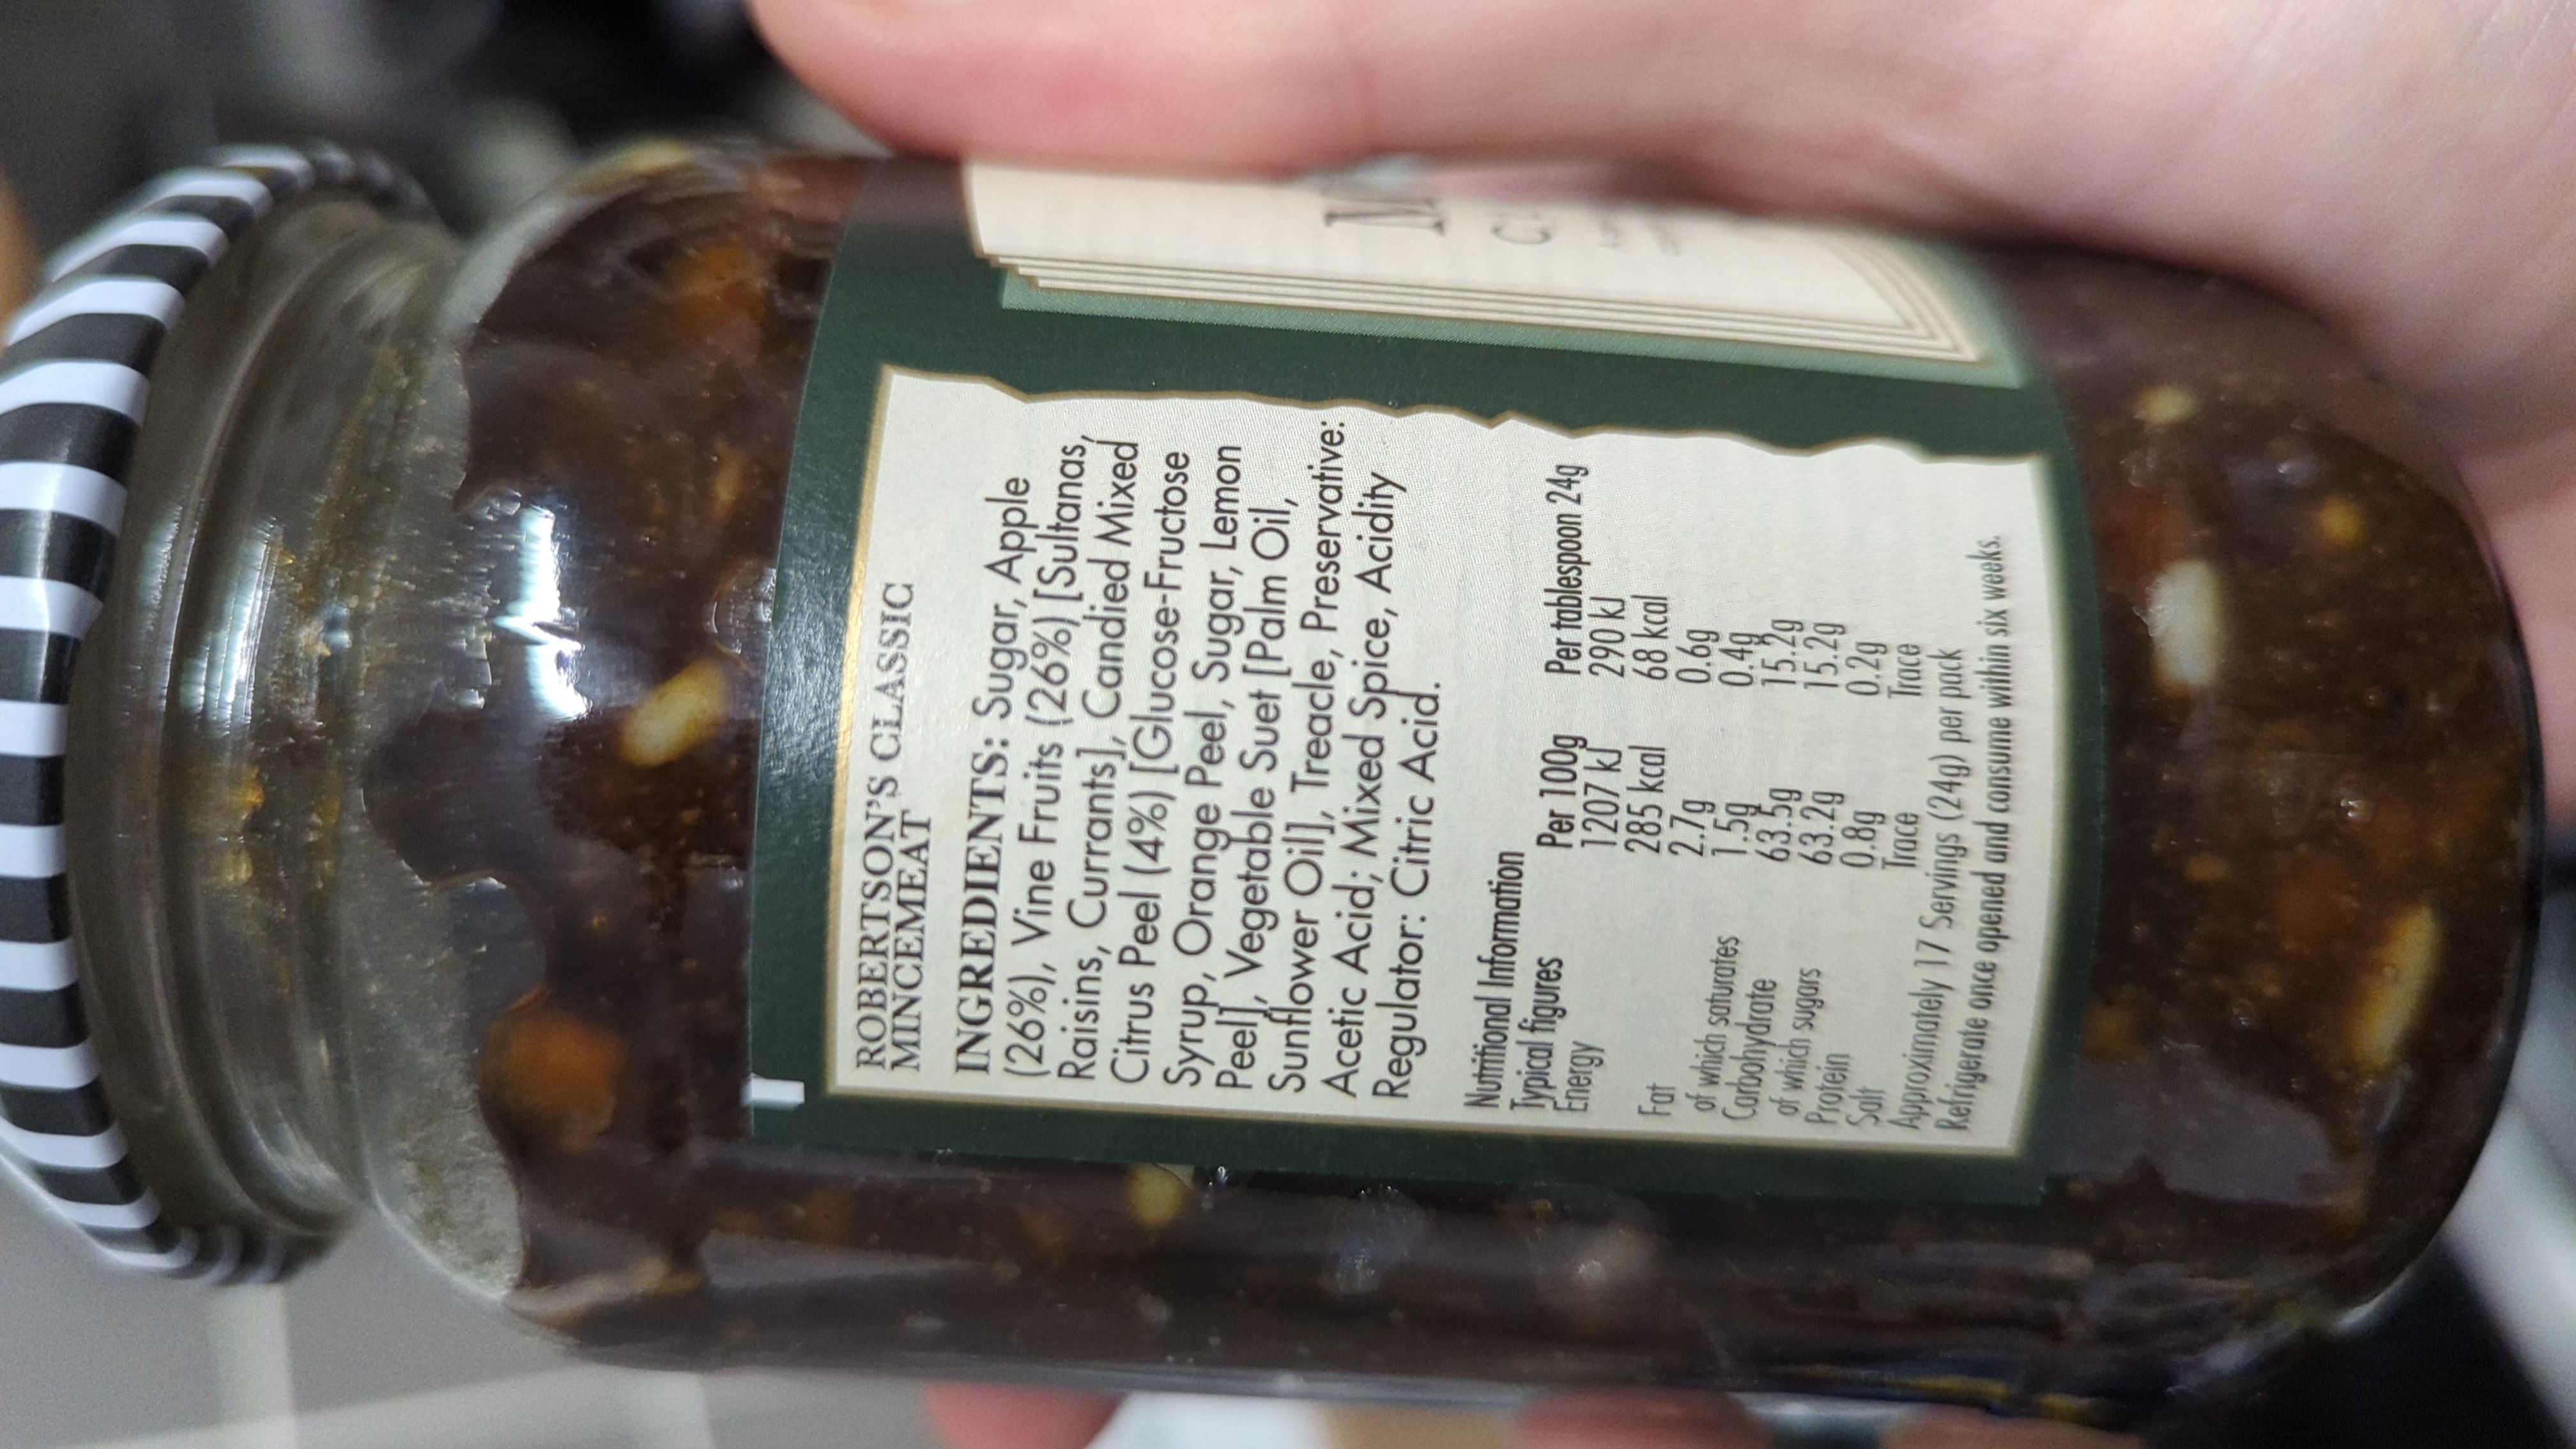 ROBERTSON'S CLASSIC
MINCEMEAT
INGREDIENTS: Sugar, Apple
(26%), Vine Fruits (26%) [Sultanas,
Raisins, Currants], Candied Mixed
Citrus Peel (4%) [Glucose-Fructose
Syrup, Orange Peel, Sugar, Lemon
Peel], Vegetable Suet [Palm Oil,
Sunflower Oil], Treacle, Preservative:
Acetic Acid; Mixed Spice, Acidity
Regulator: Citric Acid.
Nutritional Information
Typical figures Per 100g Per tablespoon 24g
Energy 1207 kJ 290 kJ
285 kcal 68 kcal
Fat 2.7g 0.6g
of which saturates 1.5g 0.4g
Carbohydrate 63.5g 15.2g
of which sugars 63.2g 15.2g
Protein 0.8g 0.2g
Salt Trace Trace
Approximately 17 Servings (24g) per pack
Refrigerate once opened and consume within six weeks.